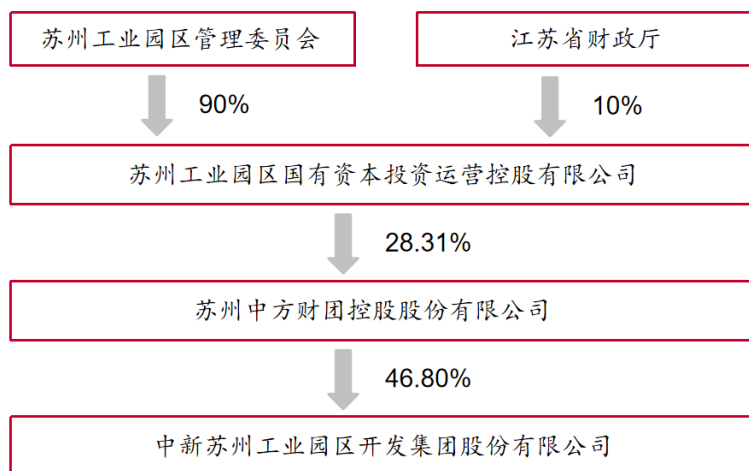 苏州工业园区管理委员会
江苏省财政厅
90%
10%
苏州工业园区国有资本投资运营控股有限公司
28.31%
苏州中方财团控股股份有限公司
46.80%
中新苏州工业园区开发集团股份有限公司